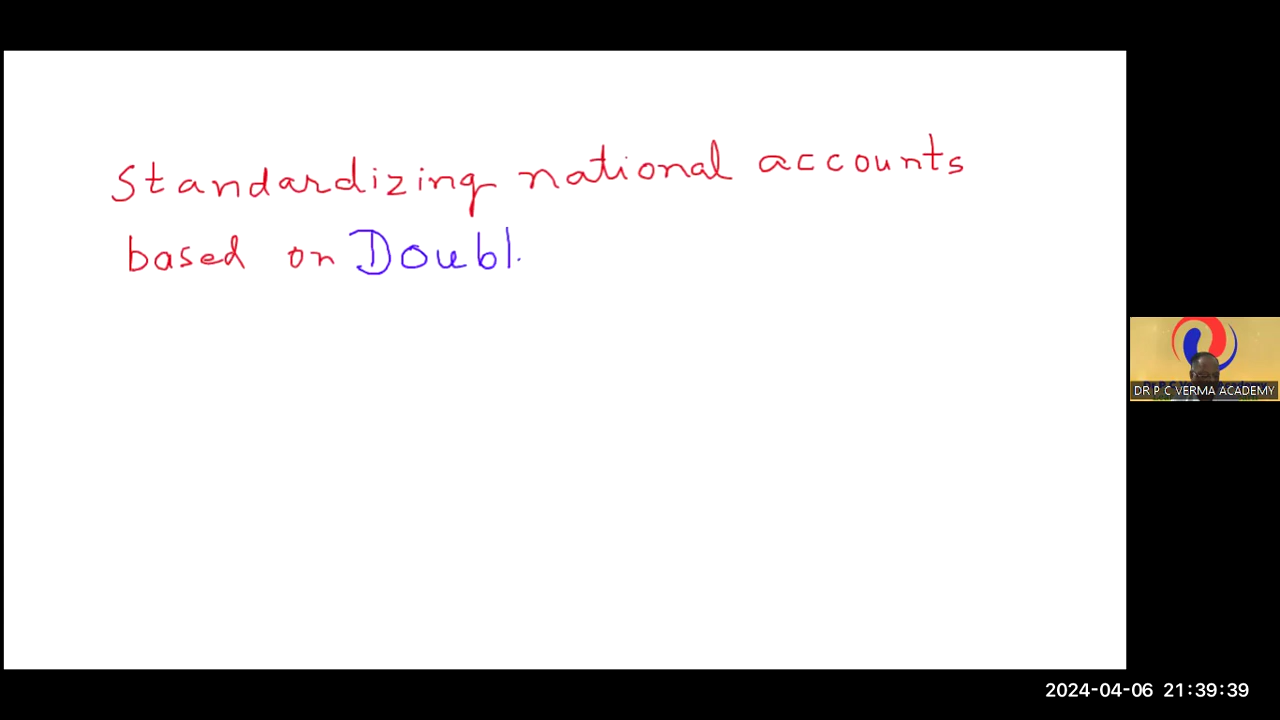 Standardizing national accounts
based on Doubl
DR P C VERMA ACADEMY
2024-04-06 21:39:39